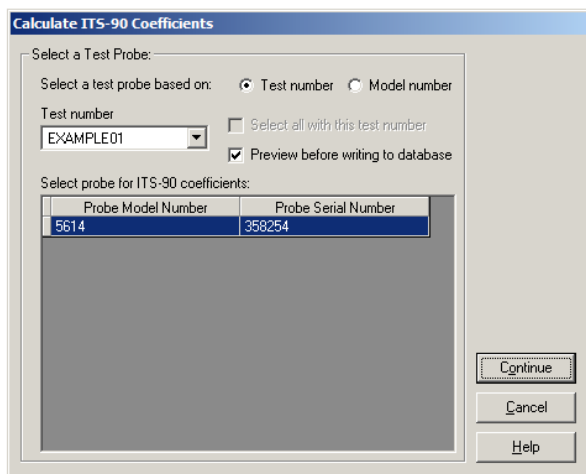 Calculate ITS-90 Coefficients
Select a Test Probe:
Select a test probe based on: Test number Model number
Test number
EXAMPLE01
Select all with this test number
Preview before writing to database
Select probe for ITS-90 coefficients:
Probe Model Number Probe Serial Number
5614 358254
Continue
Cancel
Help